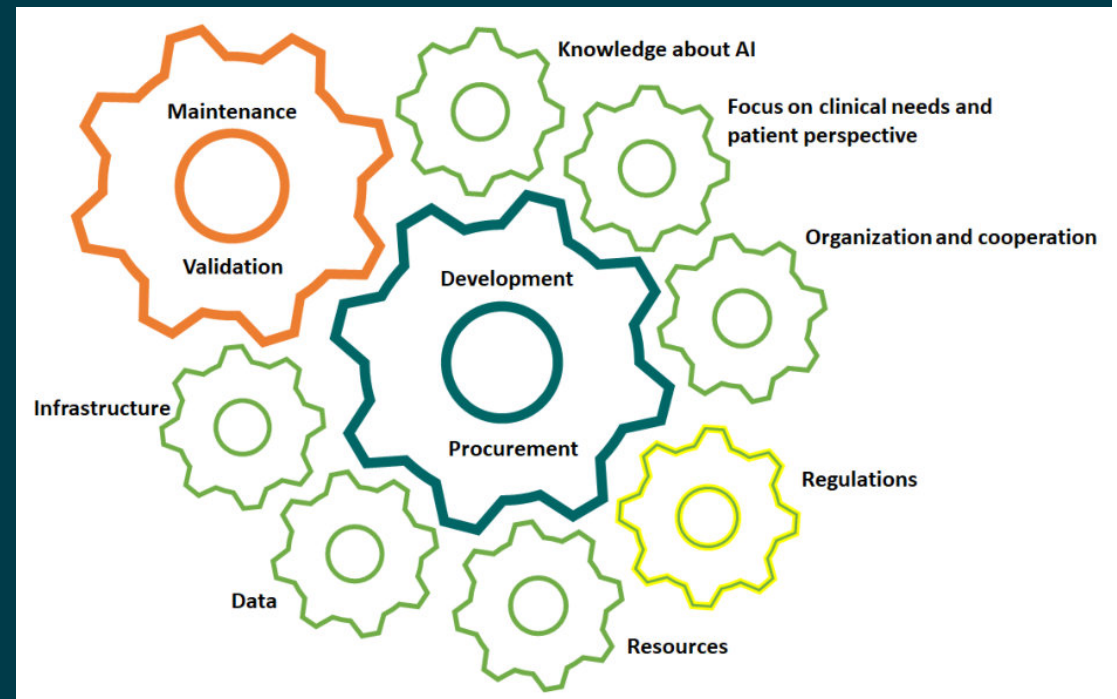 Knowledge about AI
Maintenance
Focus on clinical needs and
patient perspective
Organization and cooperation
Validation
Development
Infrastructure
Procurement
Regulations
Data
Resources